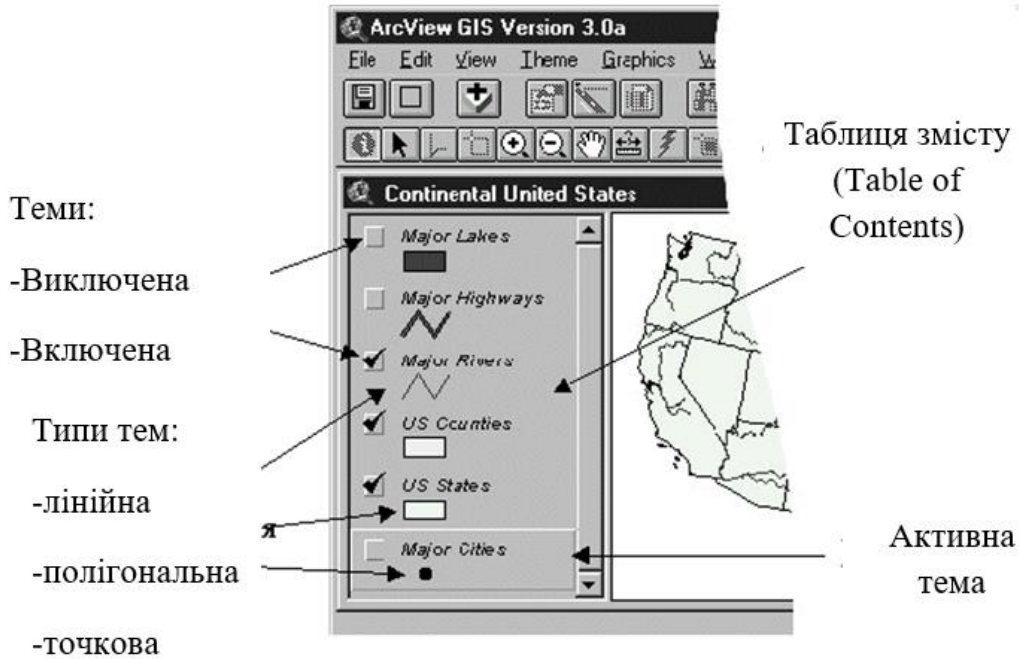 ArcView GIS Version 3.0a
File Edit View Theme Graphics W
Continental United States
Major Lakes
Major Highways
Major Rivers
US Counties
US States
Major Cities
Теми:
-Виключена
-Включена
Типи тем:
-лінійна
я
-полігональна
-точкова
Таблиця змісту
(Table of
Contents)
Активна
тема